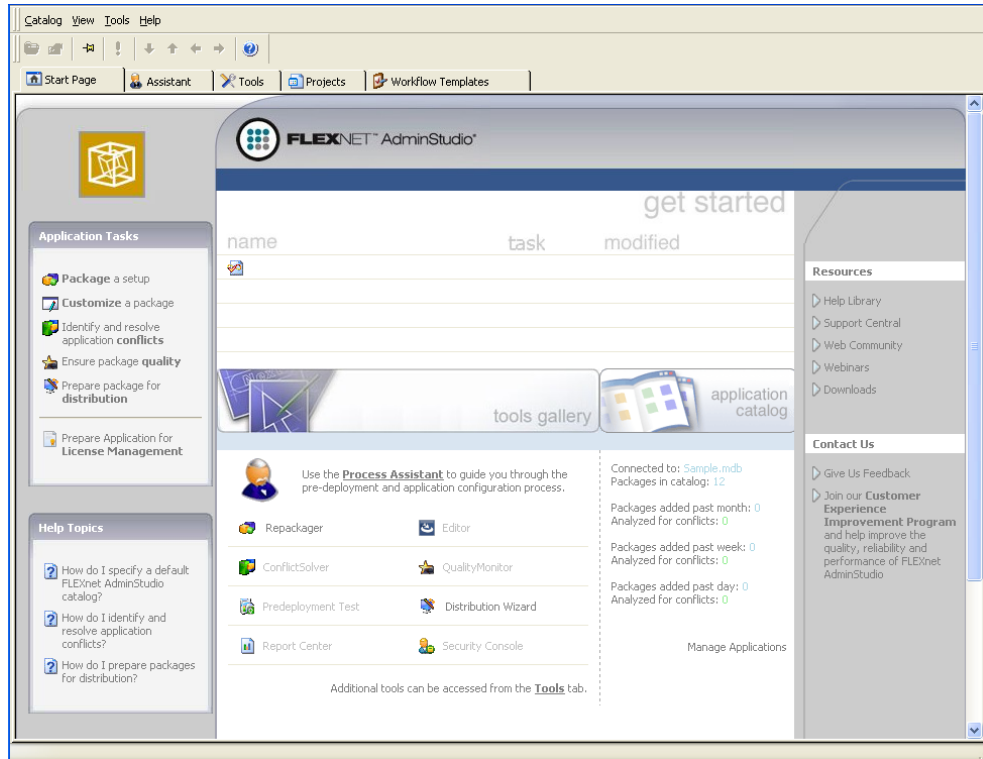 Catalog View Tools Help
Start Page Assistant Tools Projects Workflow Templates
FLEXNET™ AdminStudio®
get started
name task modified
Application Tasks
Package a setup
Customize a package
Identify and resolve
application conflicts
Ensure package quality
Prepare package for
distribution
Prepare Application for
License Management
Help Topics
How do I specify a default
FLEXnet AdminStudio
catalog?
How do I identify and
resolve application
conflicts?
How do I prepare packages
for distribution?
tools gallery
application
catalog
Use the Process Assistant to guide you through the
pre-deployment and application configuration process.
Repackager Editor
ConflictSolver QualityMonitor
Predeployment Test Distribution Wizard
Report Center Security Console
Additional tools can be accessed from the Tools tab.
Connected to: Sample.mdb
Packages in catalog: 12
Packages added past month: 0
Analyzed for conflicts: 0
Packages added past week: 0
Analyzed for conflicts: 0
Packages added past day: 0
Analyzed for conflicts: 0
Manage Applications
Resources
Help Library
Support Central
Web Community
Webinars
Downloads
Contact Us
Give Us Feedback
Join our Customer
Experience
Improvement Program
and help improve the
quality, reliability and
performance of FLEXnet
AdminStudio